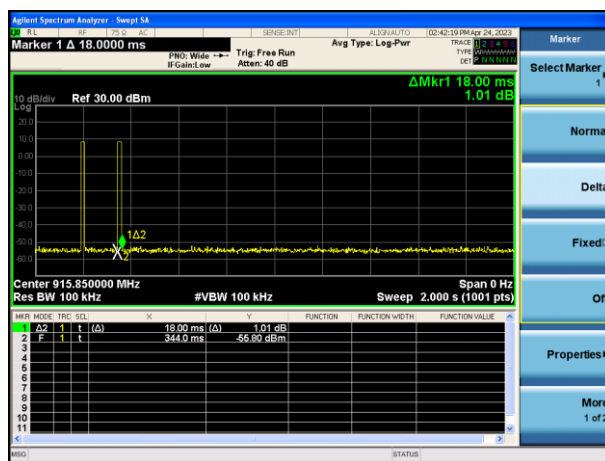 Agilent Spectrum Analyzer - Swept SA
RL RF 75 Ω AC SENSE:INT ALIGNAUTO 02:42:19 PM Apr 24, 2023
Marker 1 Δ 18.0000 ms
PNO: Wide
IFGain:Low
Trig: Free Run
Atten: 40 dB
Avg Type: Log-Pwr
TRACE 1 2 3 4 5 6
TYPE
DET P N N N N N
ΔMkr1 18.00 ms
1.01 dB
10 dB/div
Log
Ref 30.00 dBm
20.0
10.0
0.00
-10.0
-20.0
-30.0
-40.0
-50.0
-60.0
1Δ2
2
Center 915.850000 MHz
Res BW 100 kHz
#VBW 100 kHz
Span 0 Hz
Sweep 2.000 s (1001 pts)
MKR MODE TRC SCL X Y FUNCTION FUNCTION WIDTH FUNCTION VALUE
1 Δ2 1 t (Δ) 18.00 ms (Δ) 1.01 dB
2 F 1 t 344.0 ms -55.80 dBm
3
4
5
6
7
8
9
10
11
MSG STATUS
Marker
Select Marker
1
Norma
Delta
Fixed
Of
Properties
More
1 of 2